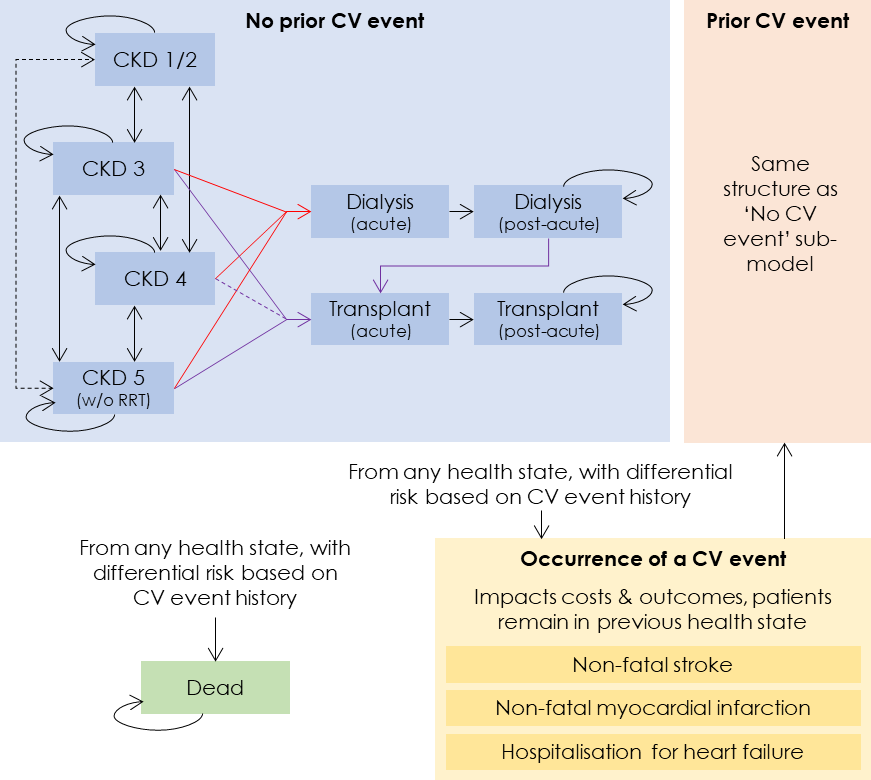 No prior CV event
Prior CV event
CKD 1/2
CKD 3
CKD 4
CKD 5
(w/o RRT)
Dialysis
(acute)
Dialysis
(post-acute)
Transplant
(acute)
Transplant
(post-acute)
Same
structure as
‘No CV
event’ sub-
model
From any health state, with differential
risk based on CV event history
From any health state, with
differential risk based on
CV event history
Dead
Occurrence of a CV event
Impacts costs & outcomes, patients
remain in previous health state
Non-fatal stroke
Non-fatal myocardial infarction
Hospitalisation for heart failure